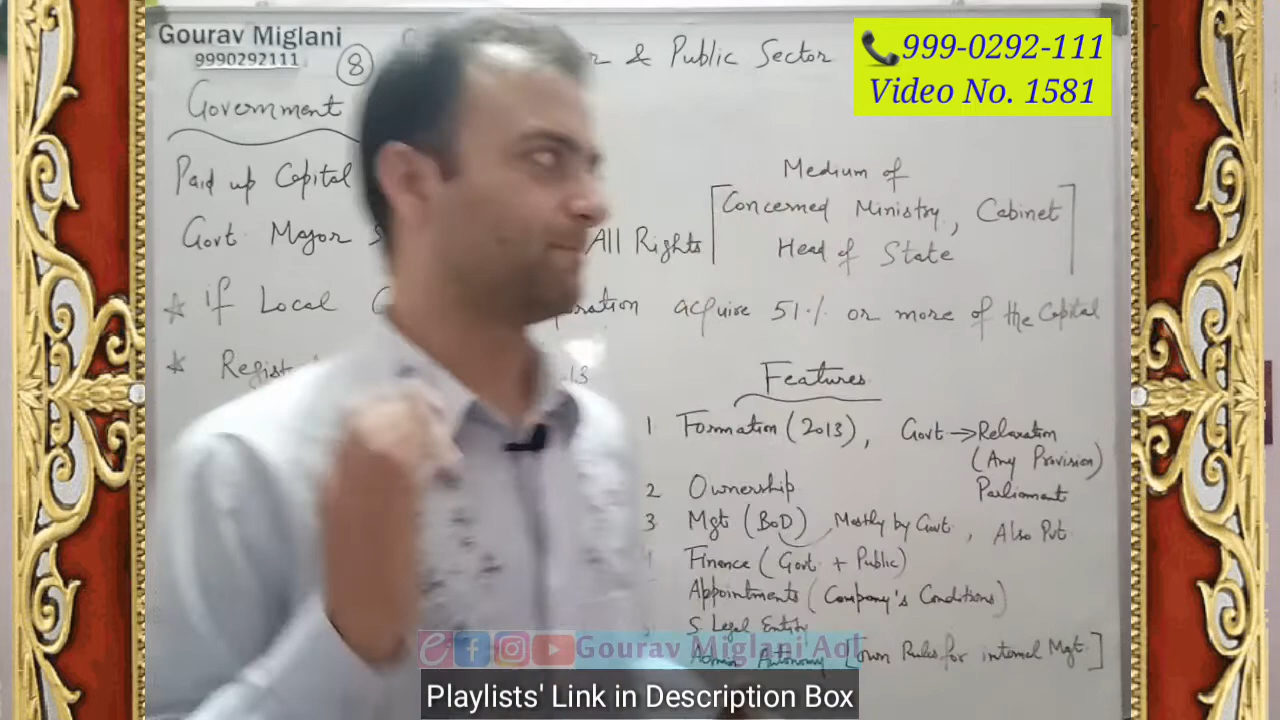 Gourav Miglani
9990292111
999-0292-111
Video No. 1581
8
& Public Sector
Government
Paid up Capital
Govt Major
All Rights
Medium of
Concerned Ministry, Cabinet
Head of State
* if Local
acquire 51% or more of the Capital
*
Features
1 Formation (2013), Govt → Relaxation
(Any Provision)
Parliament
2 Ownership
3 Mgt (BOD) Mostly by Govt, Also Pvt
Finance (Govt + Public)
Appointments (Company's Conditions)
S Legal Entity
Admin Autonomy [Own Rules for internal Mgt.]
Gourav Miglani Aol
Playlists' Link in Description Box